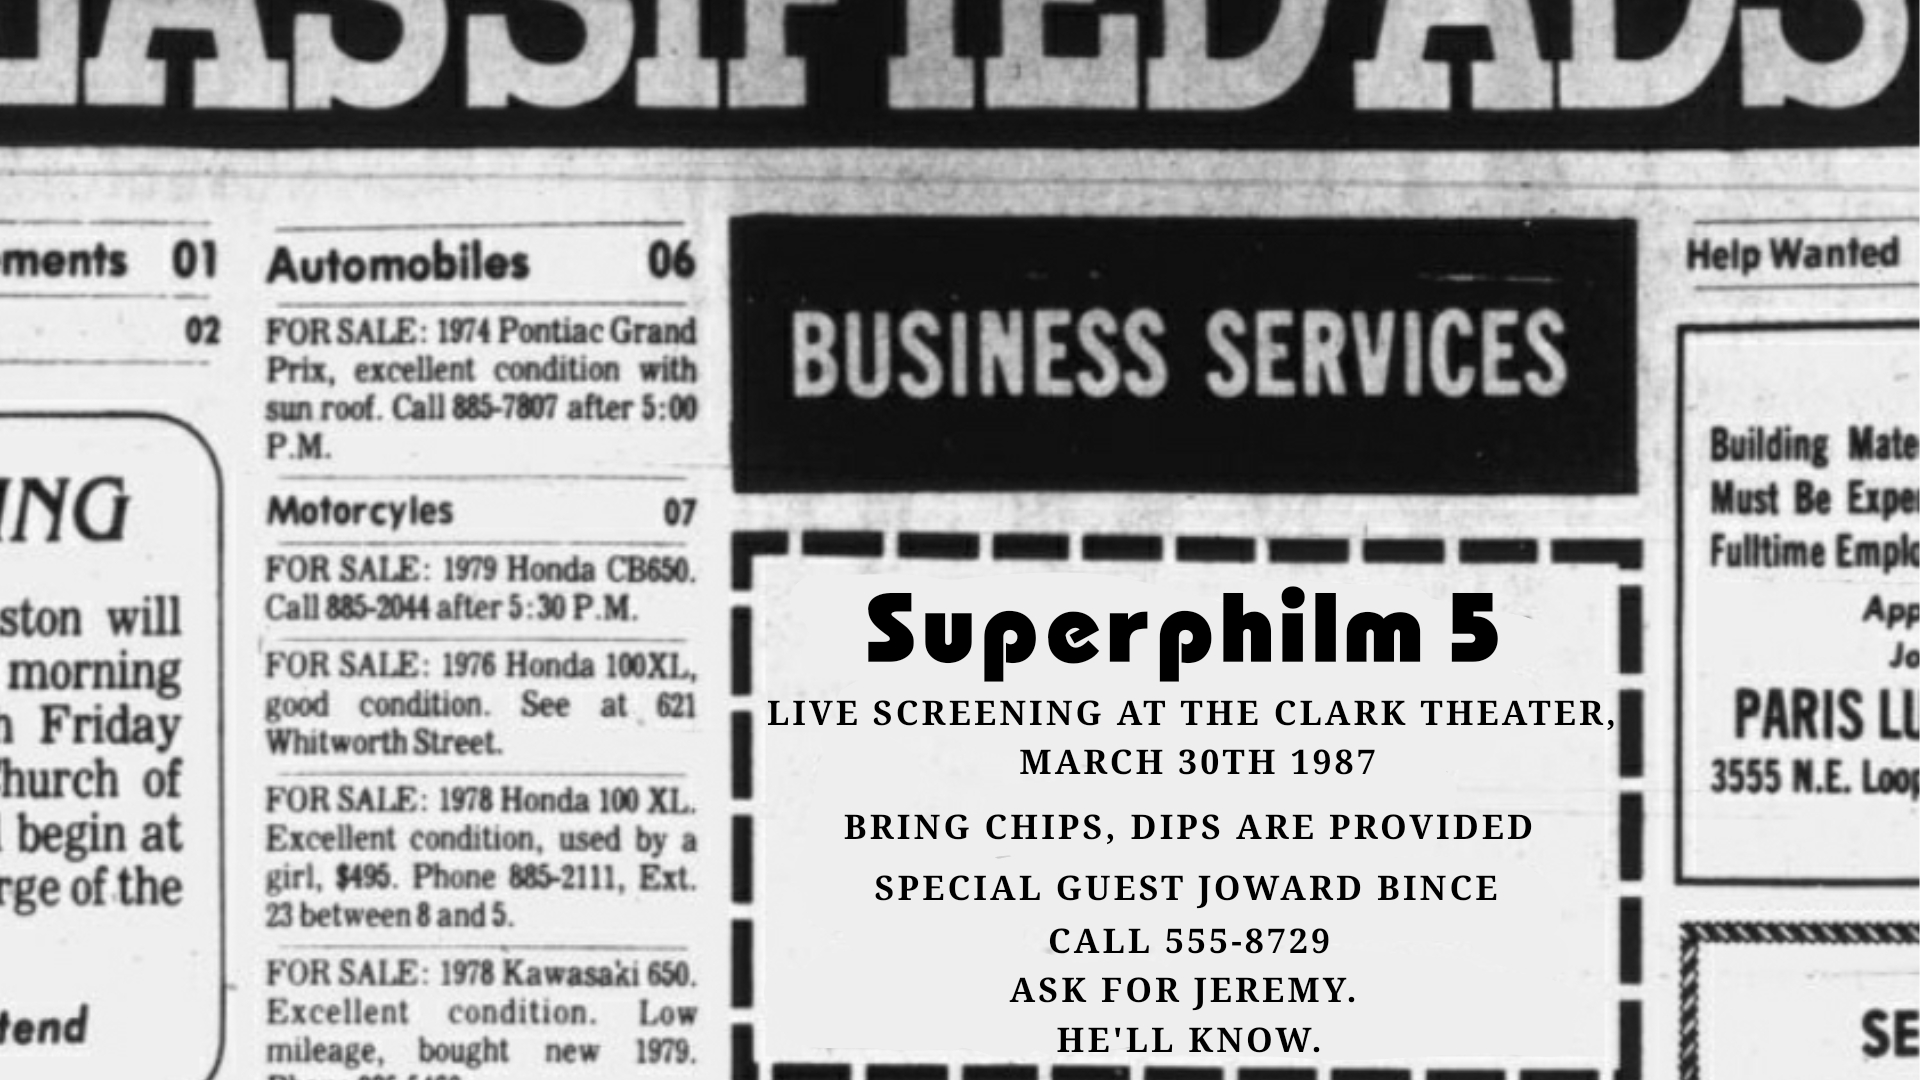 CLASSIFIED ADS
01
02
ING
will
morning
Friday
of
begin at
of the
Automobiles 06
FOR SALE: 1974 Pontiac Grand
Prix, excellent condition with
sun roof. Call 885-7807 after 5:00
P.M.
Motorcyles 07
FOR SALE: 1979 Honda CB650.
Call 885-2044 after 5:30 P.M.
FOR SALE: 1976 Honda 100XL,
good condition. See at 621
Whitworth Street.
FOR SALE: 1978 Honda 100 XL.
Excellent condition, used by a
girl, $495. Phone 885-2111, Ext.
23 between 8 and 5.
FOR SALE: 1978 Kawasaki 650.
Excellent condition. Low
mileage, bought new 1979.
BUSINESS SERVICES
Superphilm 5
LIVE SCREENING AT THE CLARK THEATER,
MARCH 30TH 1987
BRING CHIPS, DIPS ARE PROVIDED
SPECIAL GUEST JOWARD BINCE
CALL 555-8729
ASK FOR JEREMY.
HE'LL KNOW.
Help Wanted
Building Mate
Must Be Exper
Fulltime Emplo
App
Jo
PARIS LU
3555 N.E. Loop
SE